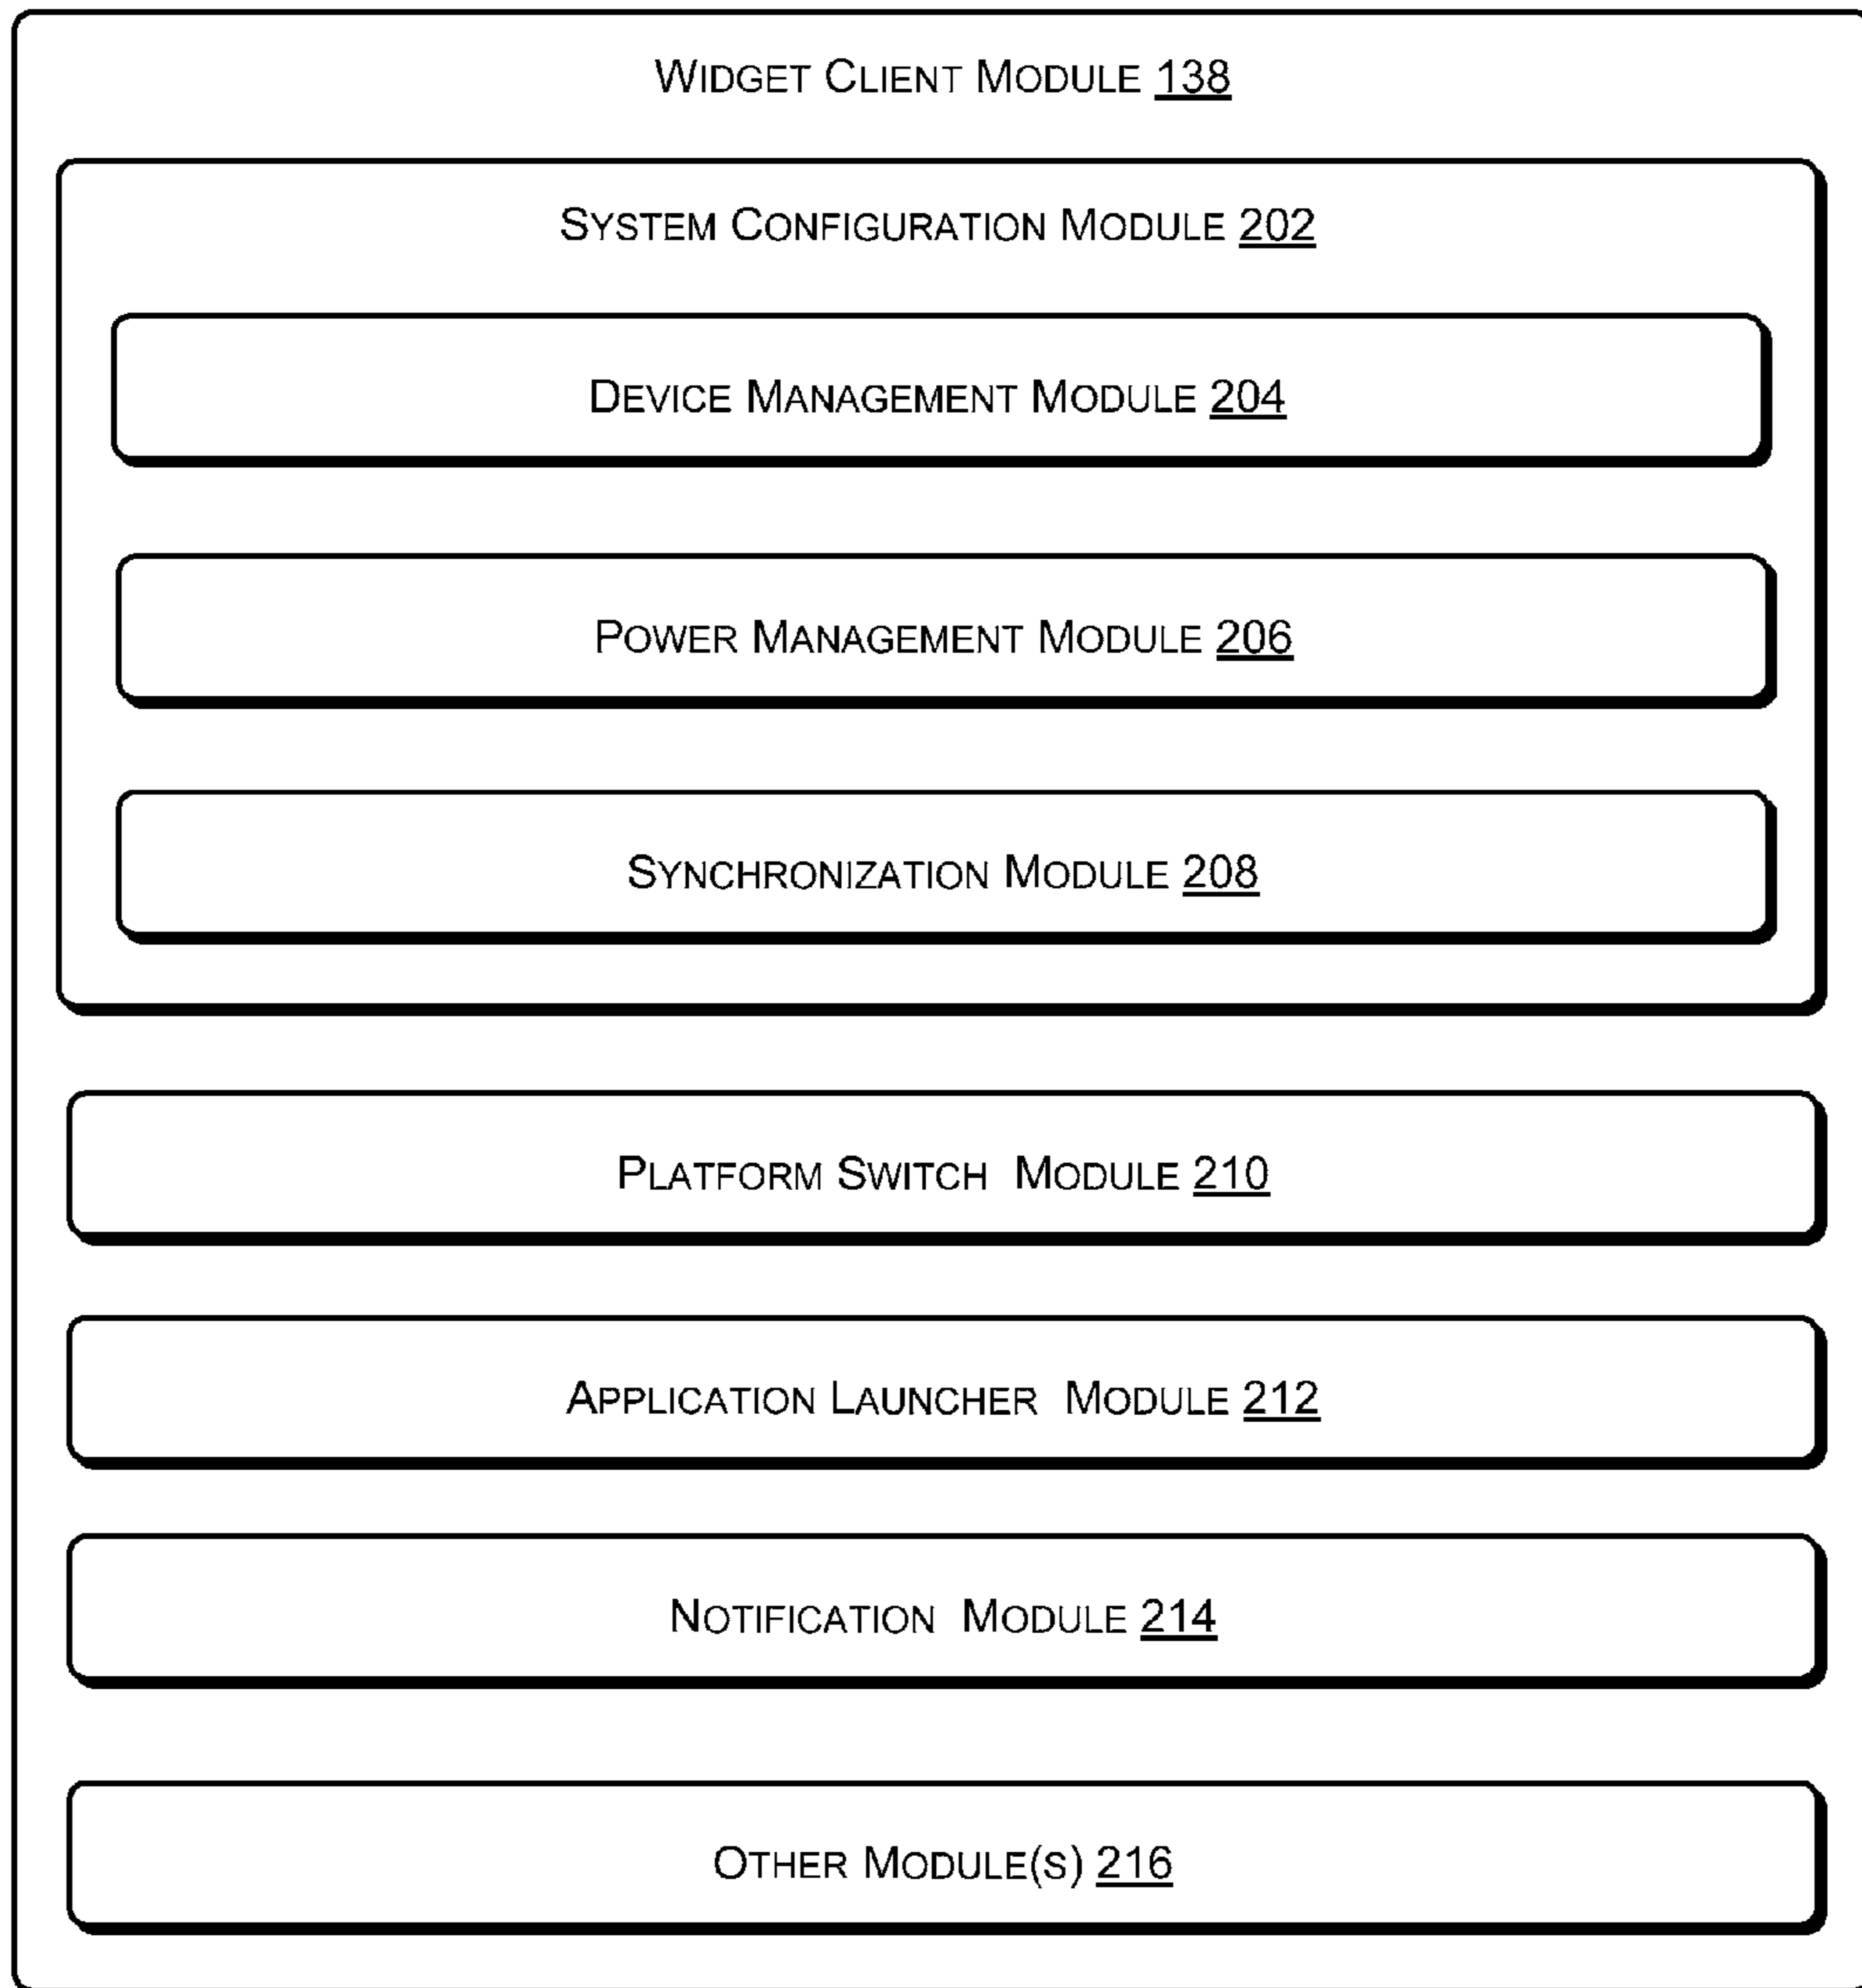 WIDGET CLIENT MODULE 138
SYSTEM CONFIGURATION MODULE 202
DEVICE MANAGEMENT MODULE 204
POWER MANAGEMENT MODULE 206
SYNCHRONIZATION MODULE 208
PLATFORM SWITCH MODULE 210
APPLICATION LAUNCHER MODULE 212
NOTIFICATION MODULE 214
OTHER MODULE(S) 216